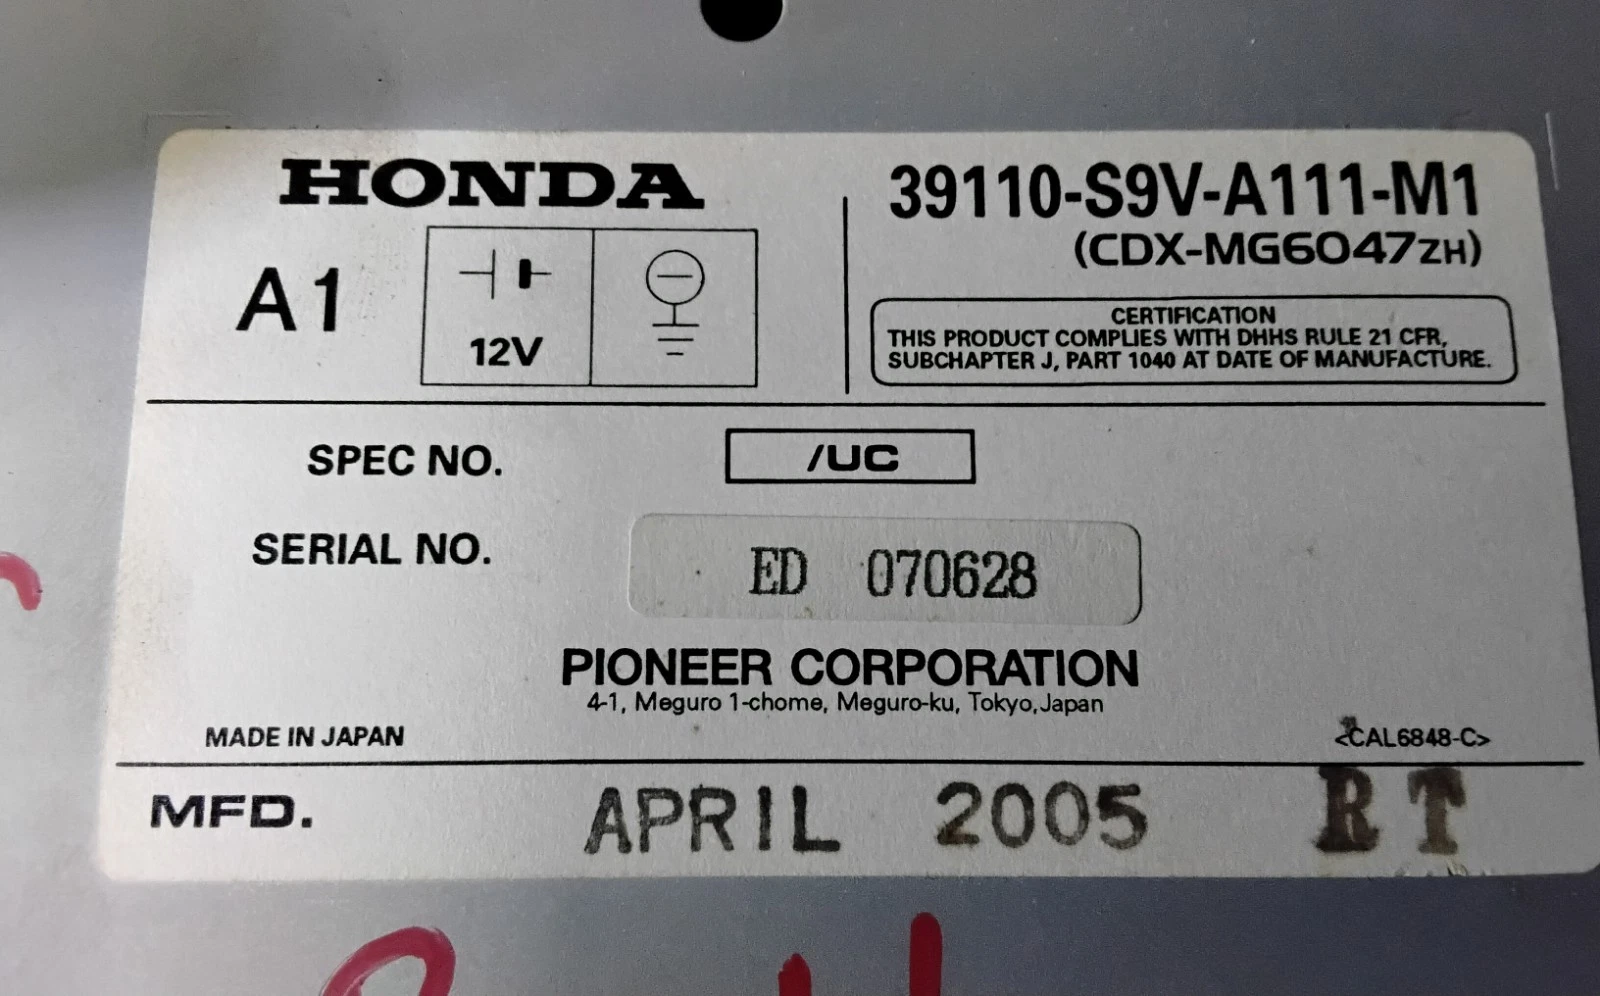 HONDA
39110-S9V-A111-M1
(CDX-MG6047ZH)
A1
12V
CERTIFICATION
THIS PRODUCT COMPLIES WITH DHHS RULE 21 CFR,
SUBCHAPTER J, PART 1040 AT DATE OF MANUFACTURE.
SPEC NO.
/UC
SERIAL NO.
ED 070628
PIONEER CORPORATION
4-1, Meguro 1-chome, Meguro-ku, Tokyo,Japan
MADE IN JAPAN
<CAL6848-C>
MFD.
APRIL 2005